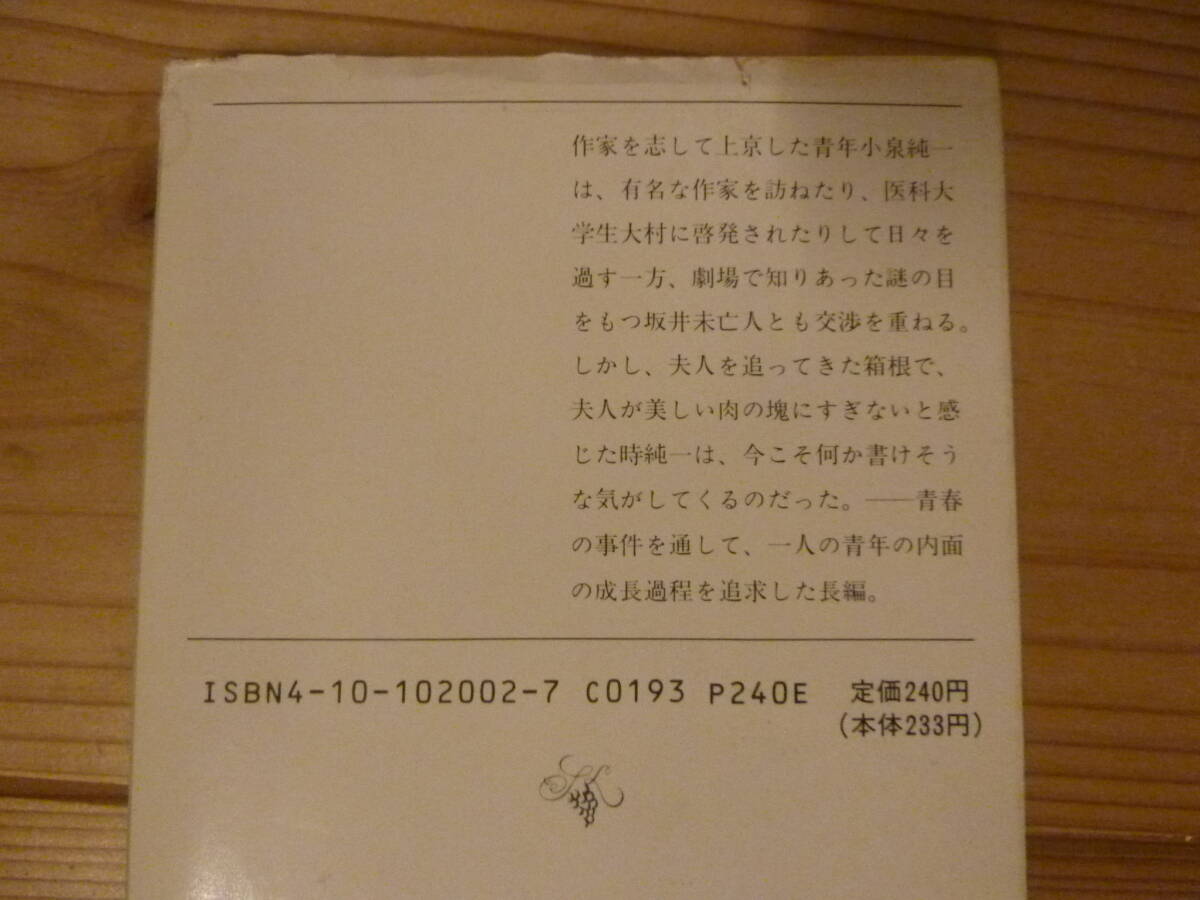 作家を志して上京した青年小泉純一
は、有名な作家を訪ねたり、医科大
学生大村に啓発されたりして日々を
過す一方、劇場で知りあった謎の目
をもつ坂井未亡人とも交渉を重ねる。
しかし、夫人を追ってきた箱根で、
夫人が美しい肉の塊にすぎないと感
じた時純一は、今こそ何か書けそう
な気がしてくるのだった。——青春
の事件を通して、一人の青年の内面
の成長過程を追求した長編。
ISBN4-10-102002-7 C0193 P240E 定価240円
(本体233円)
SK